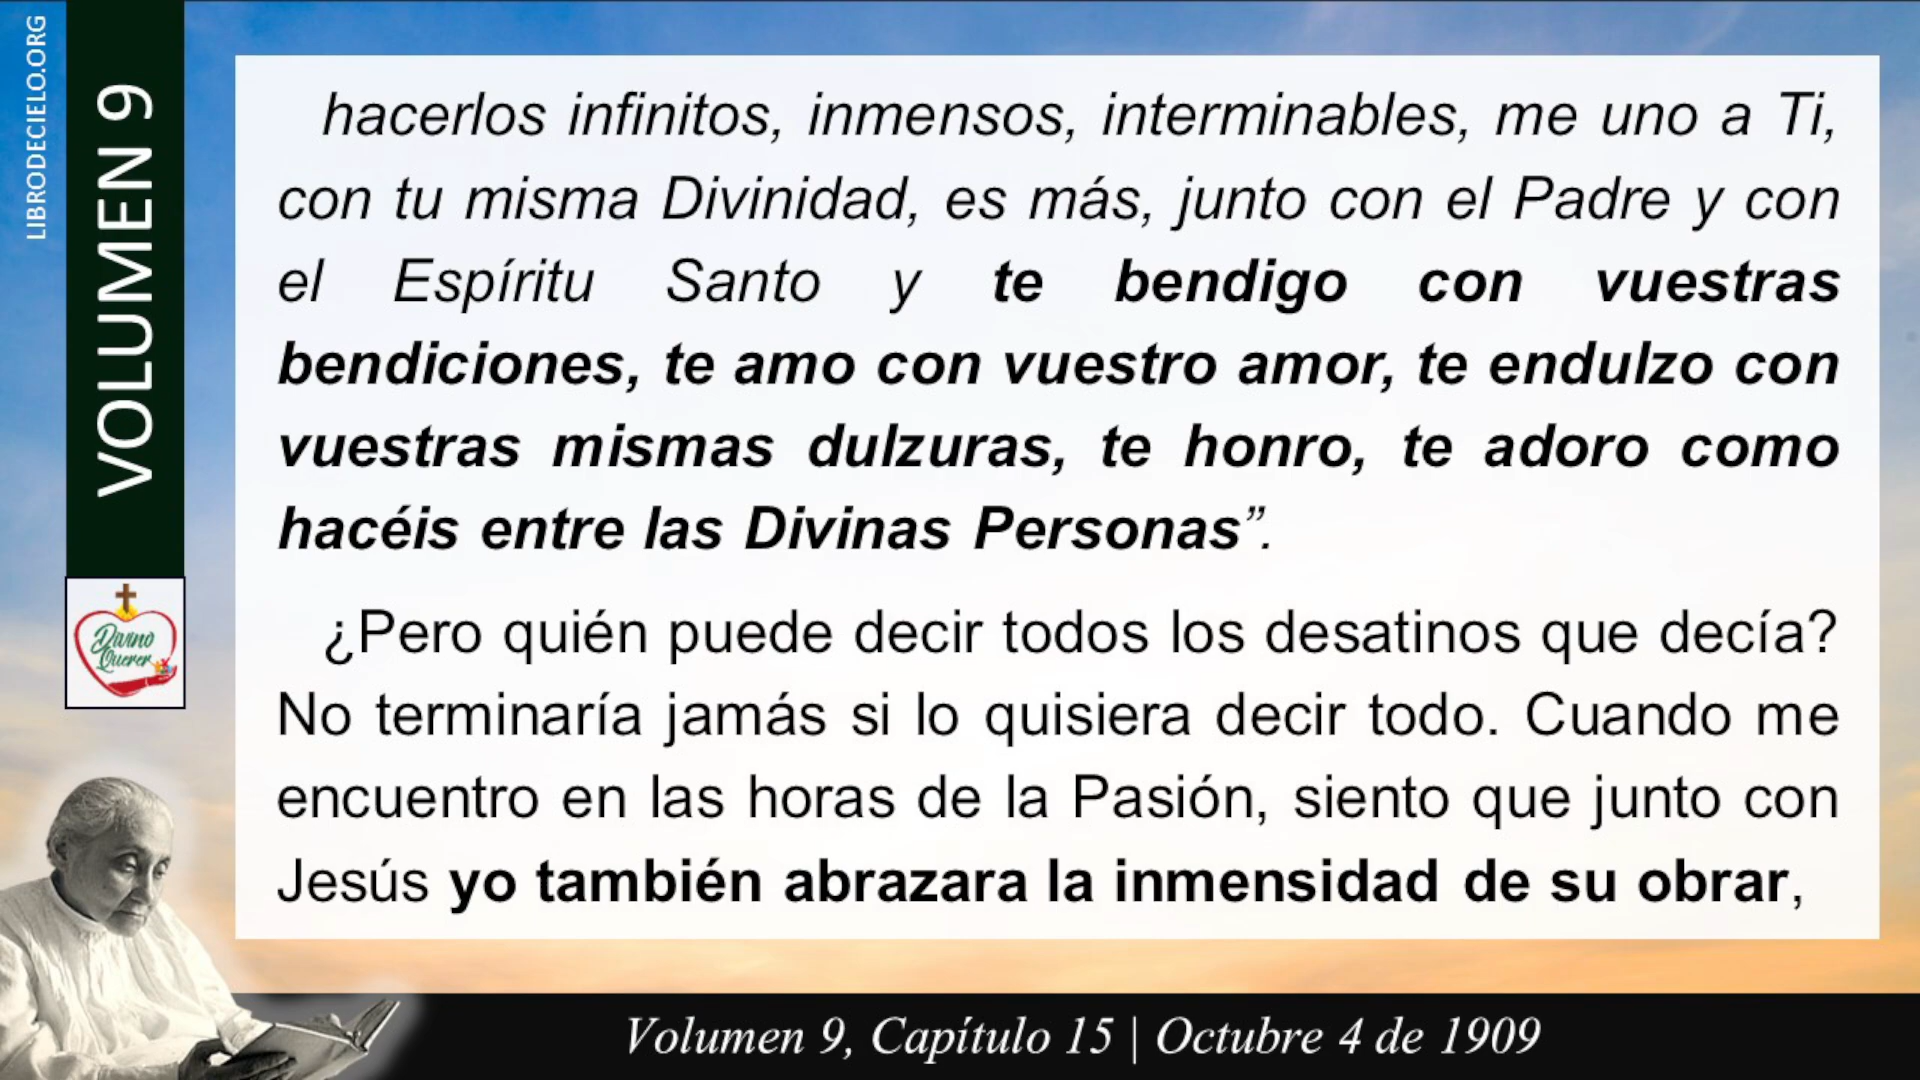 LIBRODECIELO.ORG
VOLUMEN 9
Divino
Querer
hacerlos infinitos, inmensos, interminables, me uno a Ti,
con tu misma Divinidad, es más, junto con el Padre y con
el Espíritu Santo y te bendigo con vuestras
bendiciones, te amo con vuestro amor, te endulzo con
vuestras mismas dulzuras, te honro, te adoro como
hacéis entre las Divinas Personas”.
¿Pero quién puede decir todos los desatinos que decía?
No terminaría jamás si lo quisiera decir todo. Cuando me
encuentro en las horas de la Pasión, siento que junto con
Jesús yo también abrazara la inmensidad de su obrar,
Volumen 9, Capítulo 15 | Octubre 4 de 1909